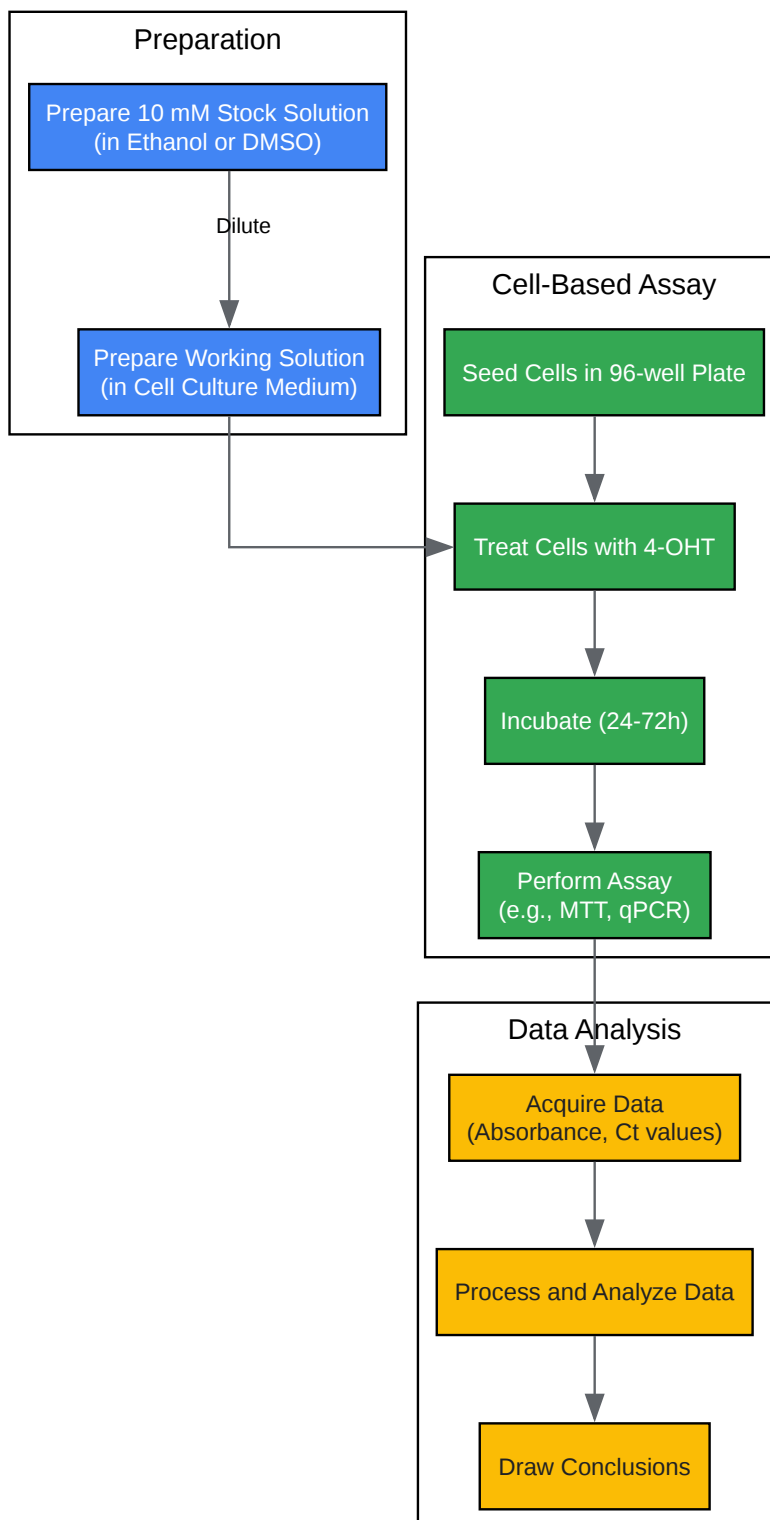 Preparation
Prepare 10 mM Stock Solution
(in Ethanol or DMSO)
Dilute
Prepare Working Solution
(in Cell Culture Medium)
Cell-Based Assay
Seed Cells in 96-well Plate
Treat Cells with 4-OHT
Incubate (24-72h)
Perform Assay
(e.g., MTT, qPCR)
Data Analysis
Acquire Data
(Absorbance, Ct values)
Process and Analyze Data
Draw Conclusions